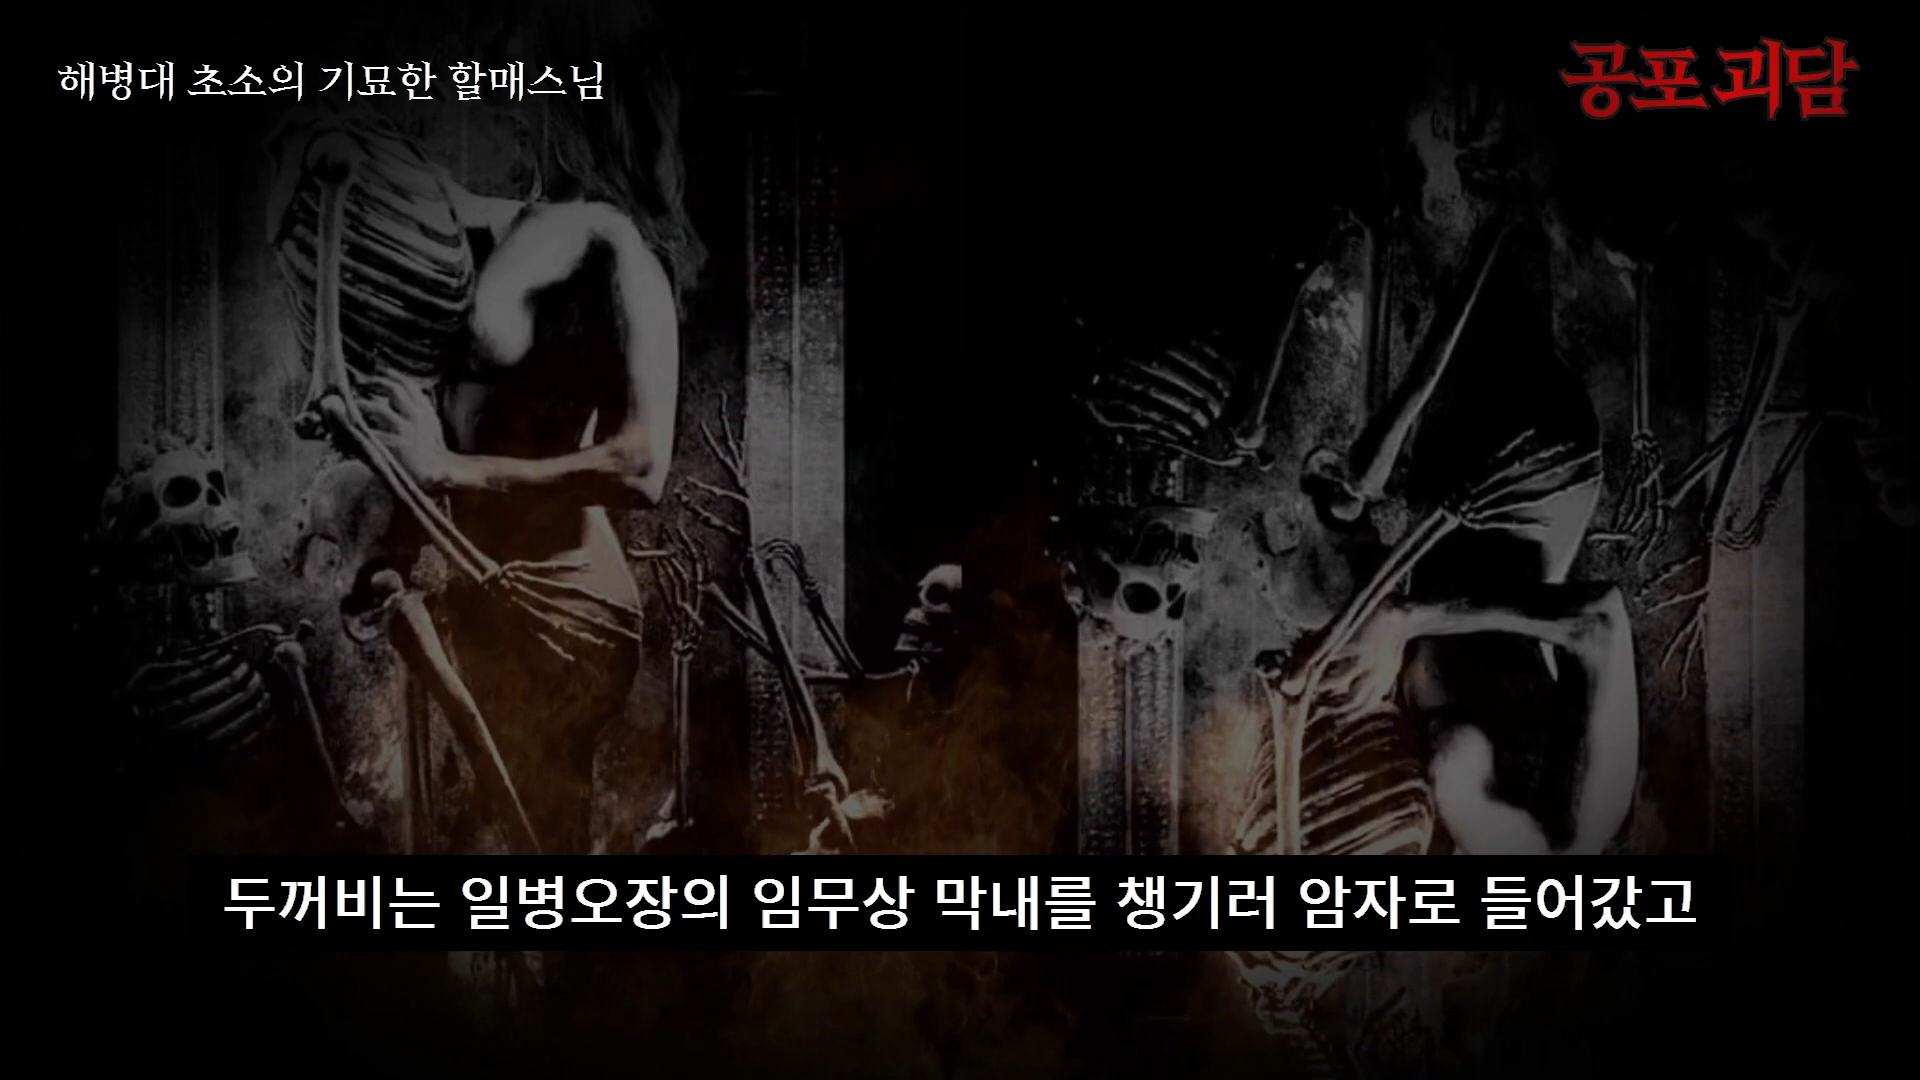 해병대 초소의 기묘한 할매스님
공포괴담
두꺼비는 일병오장의 임무상 막내를 챙기러 암자로 들어갔고